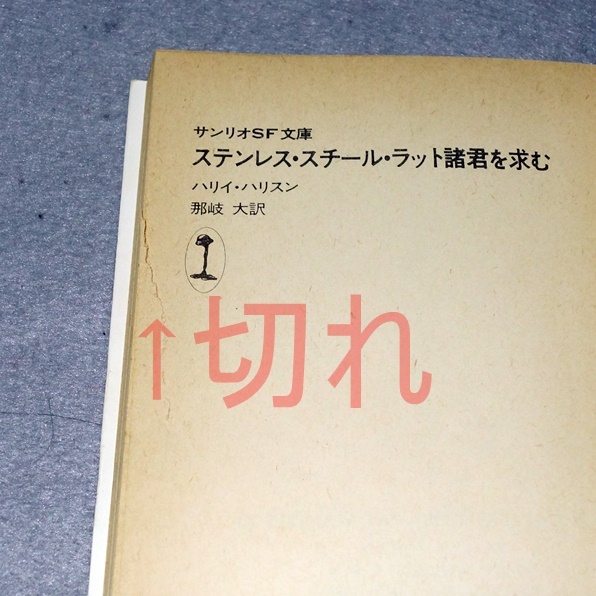 サンリオSF文庫
ステンレス・スチール・ラット諸君を求む
ハリイ・ハリスン
那岐 大訳
↑切れ